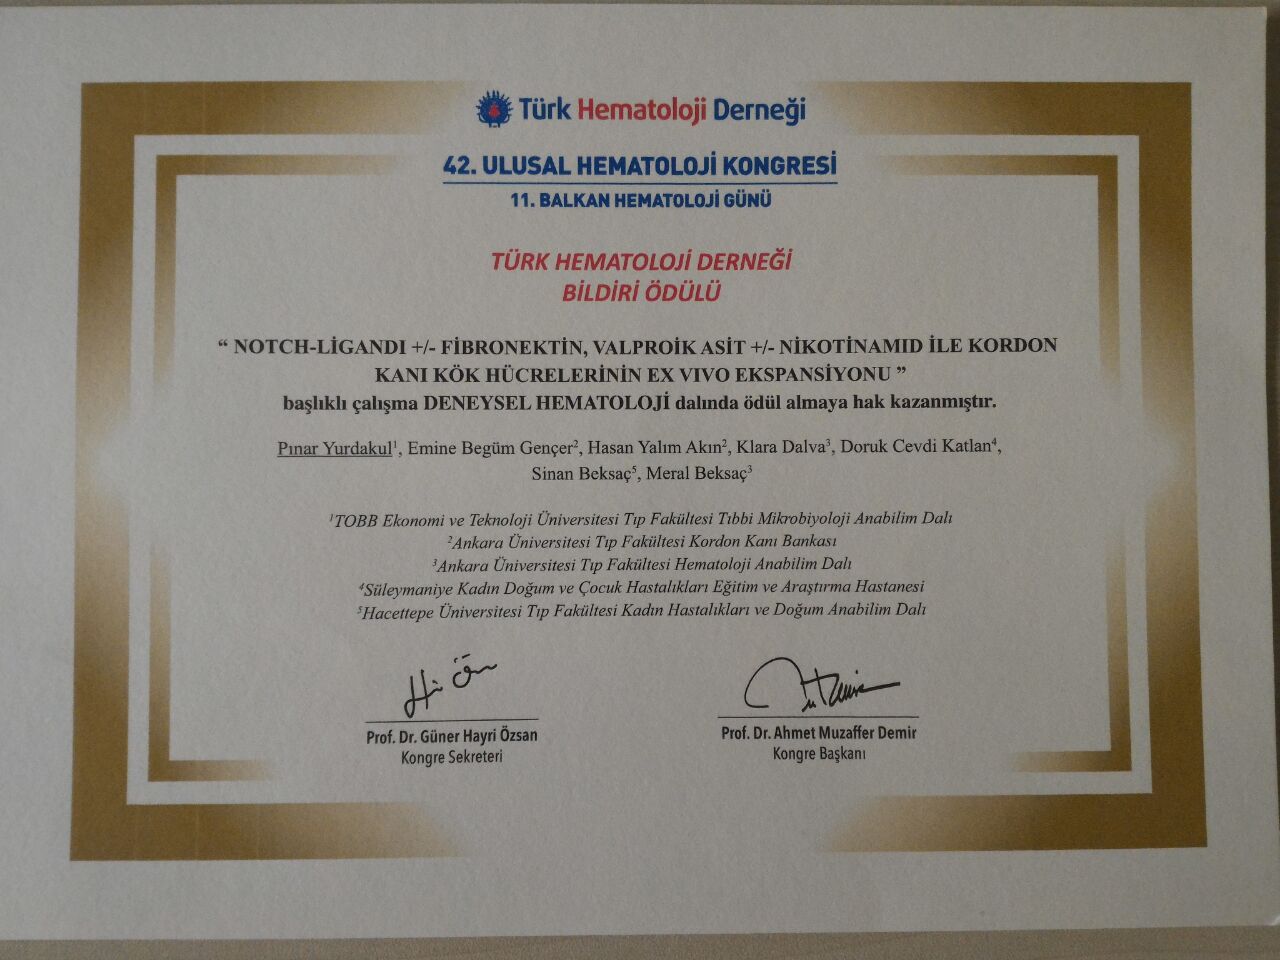 Türk Hematoloji Derneği
42. ULUSAL HEMATOLOJİ KONGRESİ
11. BALKAN HEMATOLOJİ GÜNÜ
TÜRK HEMATOLOJİ DERNEĞİ
BİLDİRİ ÖDÜLÜ
“ NOTCH-LİGANDI +/- FİBRONEKTİN, VALPROİK ASİT +/- NİKOTİNAMID İLE KORDON
KANI KÖK HÜCRELERİNİN EX VIVO EKSPANSİYONU ”
başlıklı çalışma DENEYSEL HEMATOLOJİ dalında ödül almaya hak kazanmıştır.
Pınar Yurdakul¹, Emine Begüm Gençer², Hasan Yalım Akın², Klara Dalva³, Doruk Cevdi Katlan⁴,
Sinan Beksaç⁵, Meral Beksaç³
¹TOBB Ekonomi ve Teknoloji Üniversitesi Tıp Fakültesi Tıbbi Mikrobiyoloji Anabilim Dalı
²Ankara Üniversitesi Tıp Fakültesi Kordon Kanı Bankası
³Ankara Üniversitesi Tıp Fakültesi Hematoloji Anabilim Dalı
⁴Süleymaniye Kadın Doğum ve Çocuk Hastalıkları Eğitim ve Araştırma Hastanesi
⁵Hacettepe Üniversitesi Tıp Fakültesi Kadın Hastalıkları ve Doğum Anabilim Dalı
Prof. Dr. Güner Hayri Özsan
Kongre Sekreteri
Prof. Dr. Ahmet Muzaffer Demir
Kongre Başkanı